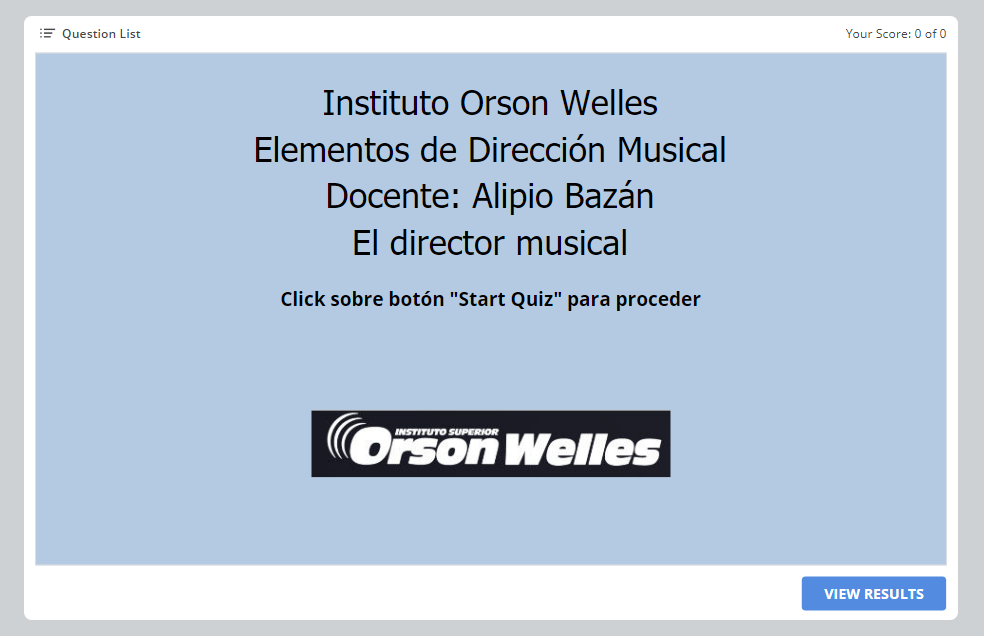 Question List
Your Score: 0 of 0
Instituto Orson Welles
Elementos de Dirección Musical
Docente: Alipio Bazán
El director musical
Click sobre botón "Start Quiz" para proceder
INSTITUTO SUPERIOR
Orson Welles
VIEW RESULTS